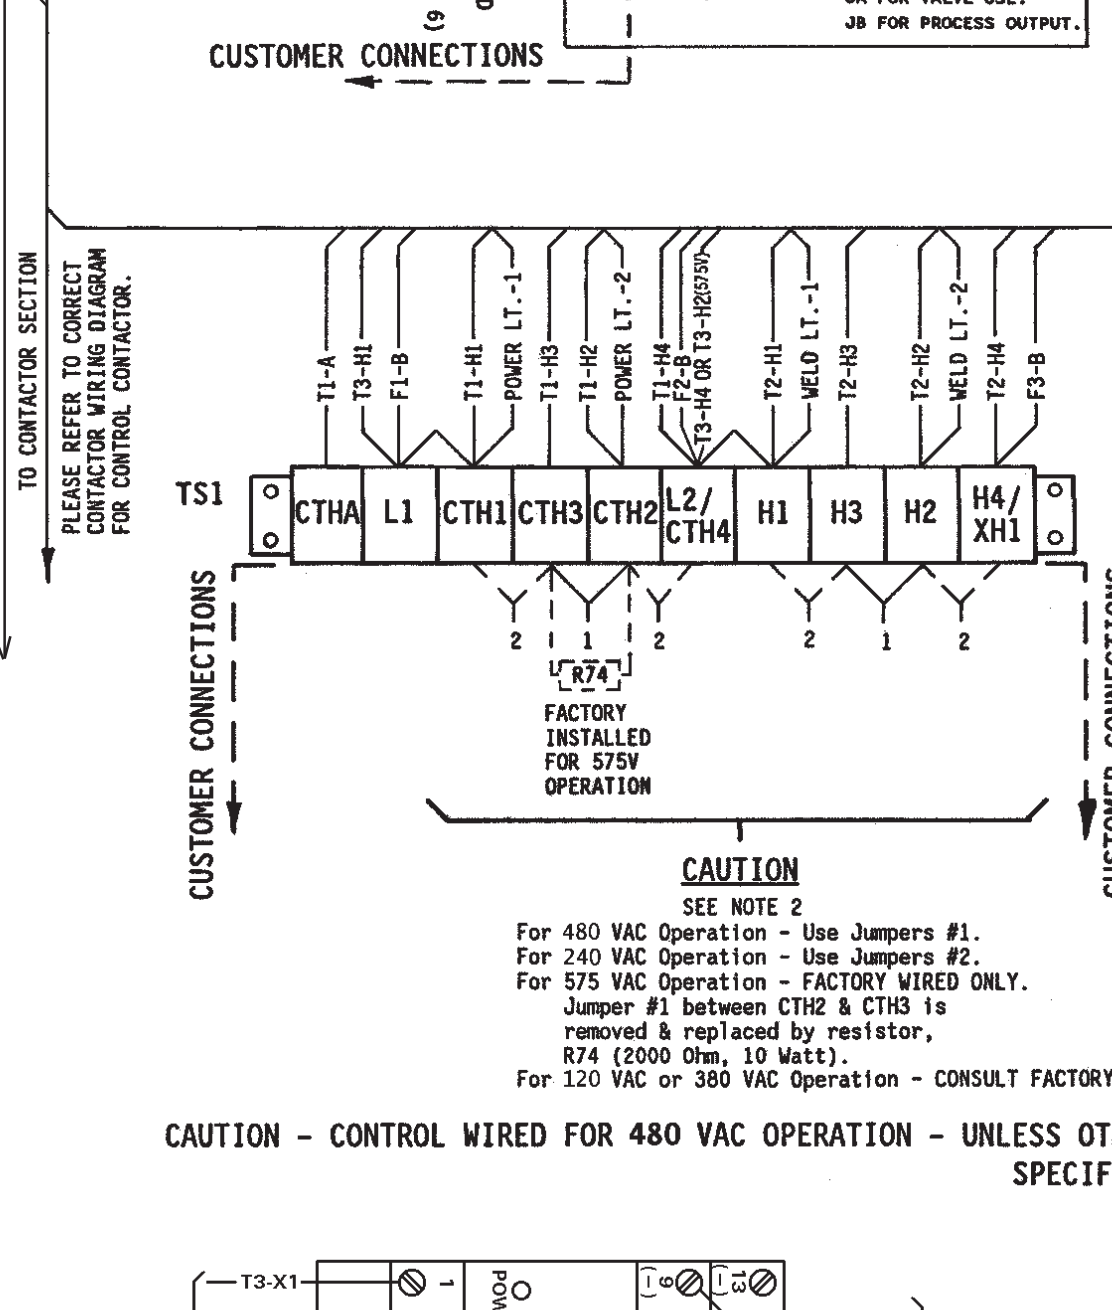 (9
JB FOR PROCESS OUTPUT.
CUSTOMER CONNECTIONS
TO CONTACTOR SECTION
PLEASE REFER TO CORRECT
CONTACTOR WIRING DIAGRAM
FOR CONTROL CONTACTOR.
T1-A
T3-H1
F1-B
T1-H1
POWER LT.-1
T1-H3
T1-H2
POWER LT.-2
T1-H4
F2-B
T3-H4 OR T3-H2(575V)
T2-H1
WELD LT.-1
T2-H3
T2-H2
WELD LT.-2
T2-H4
F3-B
TS1
CTHA
L1
CTH1
CTH3
CTH2
L2/
CTH4
H1
H3
H2
H4/
XH1
CUSTOMER CONNECTIONS
2
1
2
2
1
2
R74
FACTORY
INSTALLED
FOR 575V
OPERATION
CAUTION
SEE NOTE 2
For 480 VAC Operation - Use Jumpers #1.
For 240 VAC Operation - Use Jumpers #2.
For 575 VAC Operation - FACTORY WIRED ONLY.
Jumper #1 between CTH2 & CTH3 is
removed & replaced by resistor,
R74 (2000 Ohm, 10 Watt).
For 120 VAC or 380 VAC Operation - CONSULT FACTORY
CAUTION - CONTROL WIRED FOR 480 VAC OPERATION - UNLESS OT
SPECIF
T3-X1
1
POW
9
13